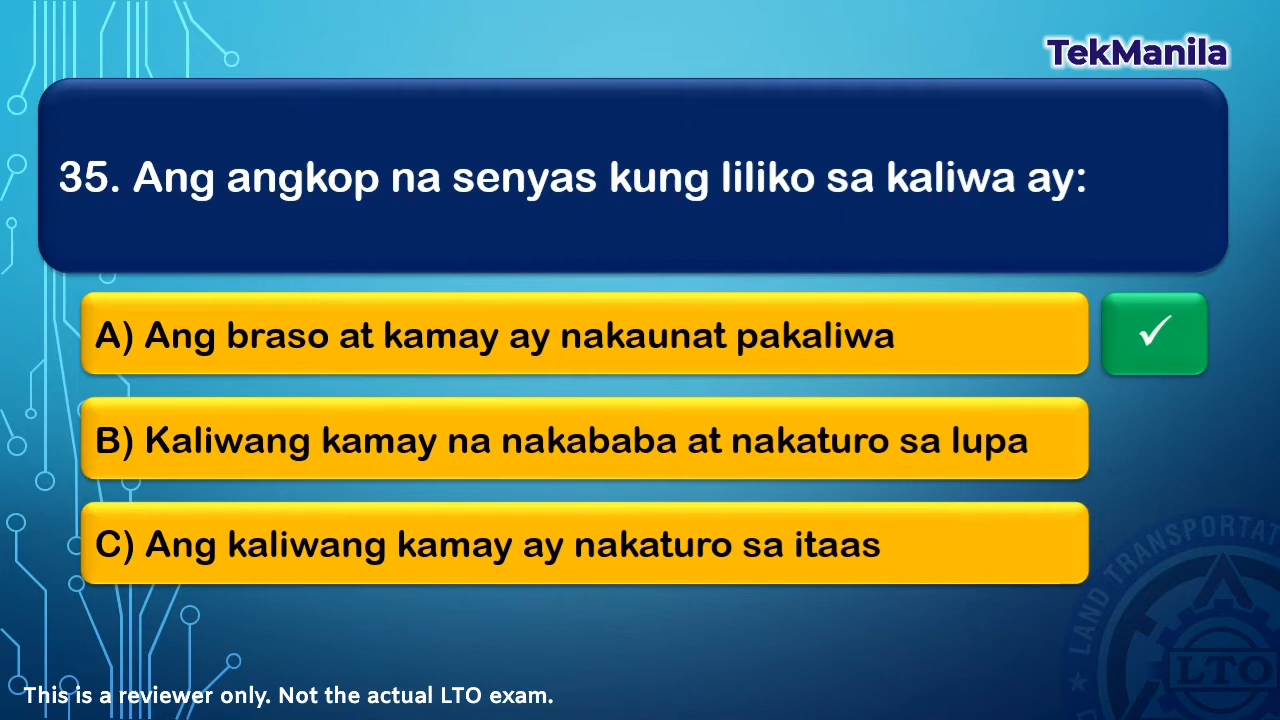 TekManila
35. Ang angkop na senyas kung liliko sa kaliwa ay:
A) Ang braso at kamay ay nakaunat pakaliwa
✓
B) Kaliwang kamay na nakababa at nakaturo sa lupa
C) Ang kaliwang kamay ay nakaturo sa itaas
LAND
LTO
This is a reviewer only. Not the actual LTO exam.